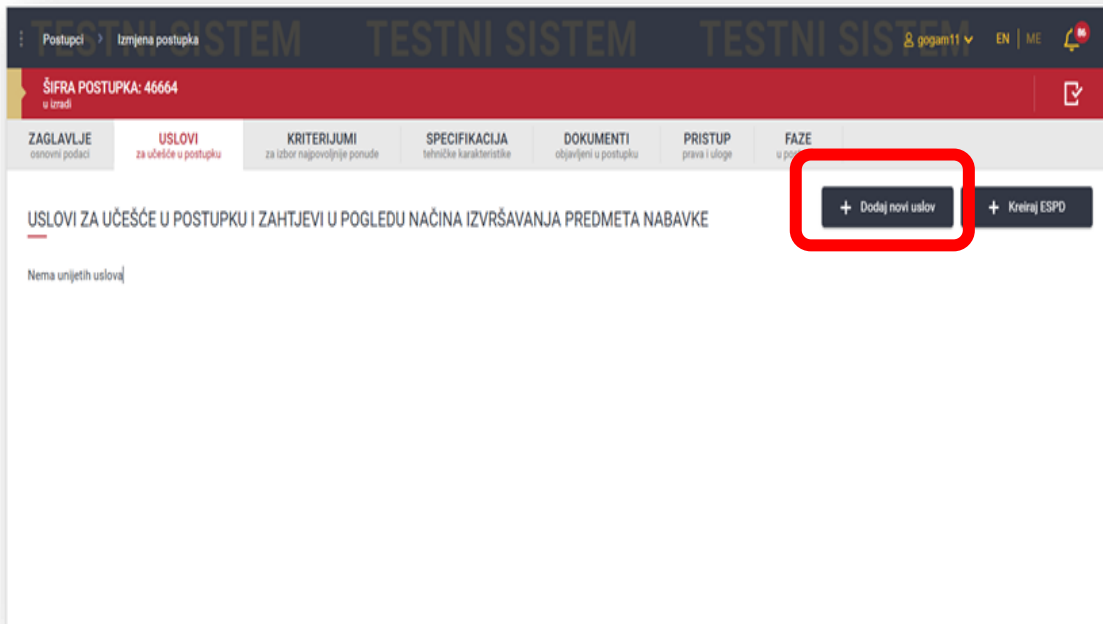 TESTNI SISTEM TESTNI SISTEM TESTNI SISTEM
Postupci > Izmjena postupka
gogam11
EN | ME
86
ŠIFRA POSTUPKA: 46664
u izradi
ZAGLAVLJE
osnovni podaci
USLOVI
za učešće u postupku
KRITERIJUMI
za izbor najpovoljnije ponude
SPECIFIKACIJA
tehničke karakteristike
DOKUMENTI
objavljeni u postupku
PRISTUP
prava i uloge
FAZE
u
USLOVI ZA UČEŠĆE U POSTUPKU I ZAHTJEVI U POGLEDU NAČINA IZVRŠAVANJA PREDMETA NABAVKE
+ Dodaj novi uslov
+ Kreiraj ESPD
Nema unijetih uslova